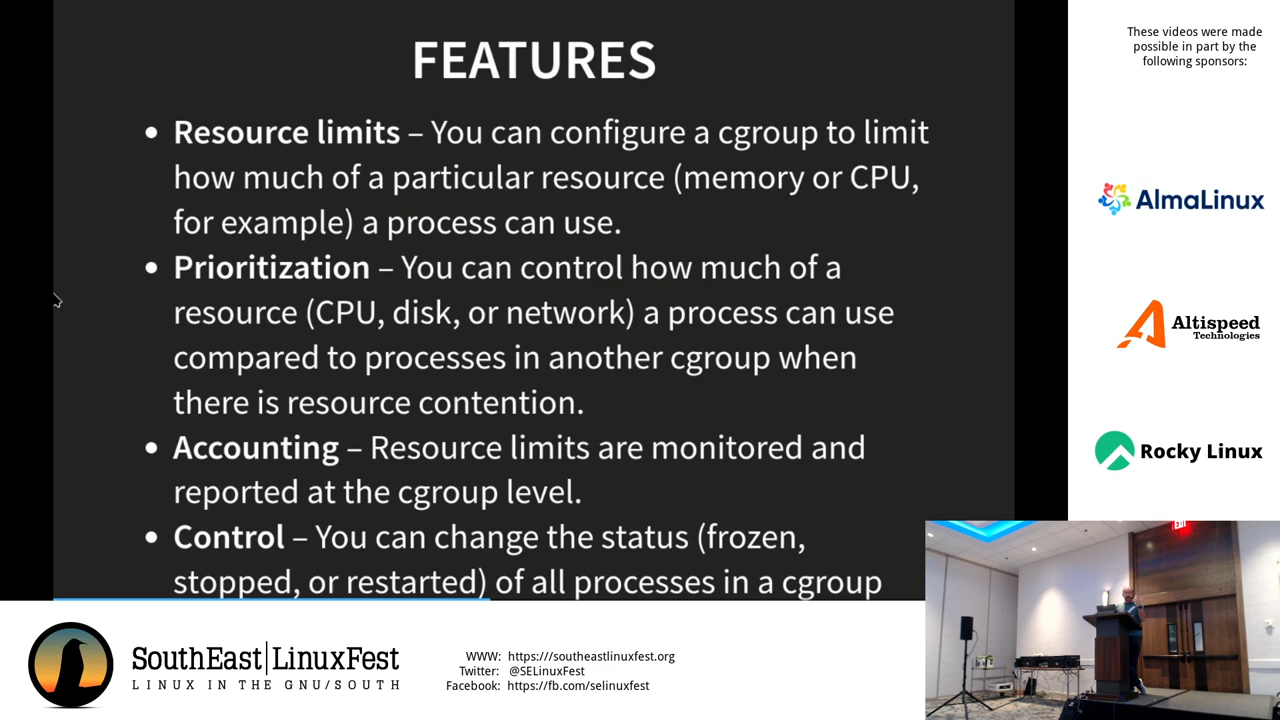 FEATURES
• Resource limits – You can configure a cgroup to limit
how much of a particular resource (memory or CPU,
for example) a process can use.
• Prioritization – You can control how much of a
resource (CPU, disk, or network) a process can use
compared to processes in another cgroup when
there is resource contention.
• Accounting – Resource limits are monitored and
reported at the cgroup level.
• Control – You can change the status (frozen,
stopped, or restarted) of all processes in a cgroup
These videos were made
possible in part by the
following sponsors:
AlmaLinux
Altispeed
Technologies
Rocky Linux
EXIT
SouthEast|LinuxFest
LINUX IN THE GNU/SOUTH
WWW: https://southeastlinuxfest.org
Twitter: @SELinuxFest
Facebook: https://fb.com/selinuxfest